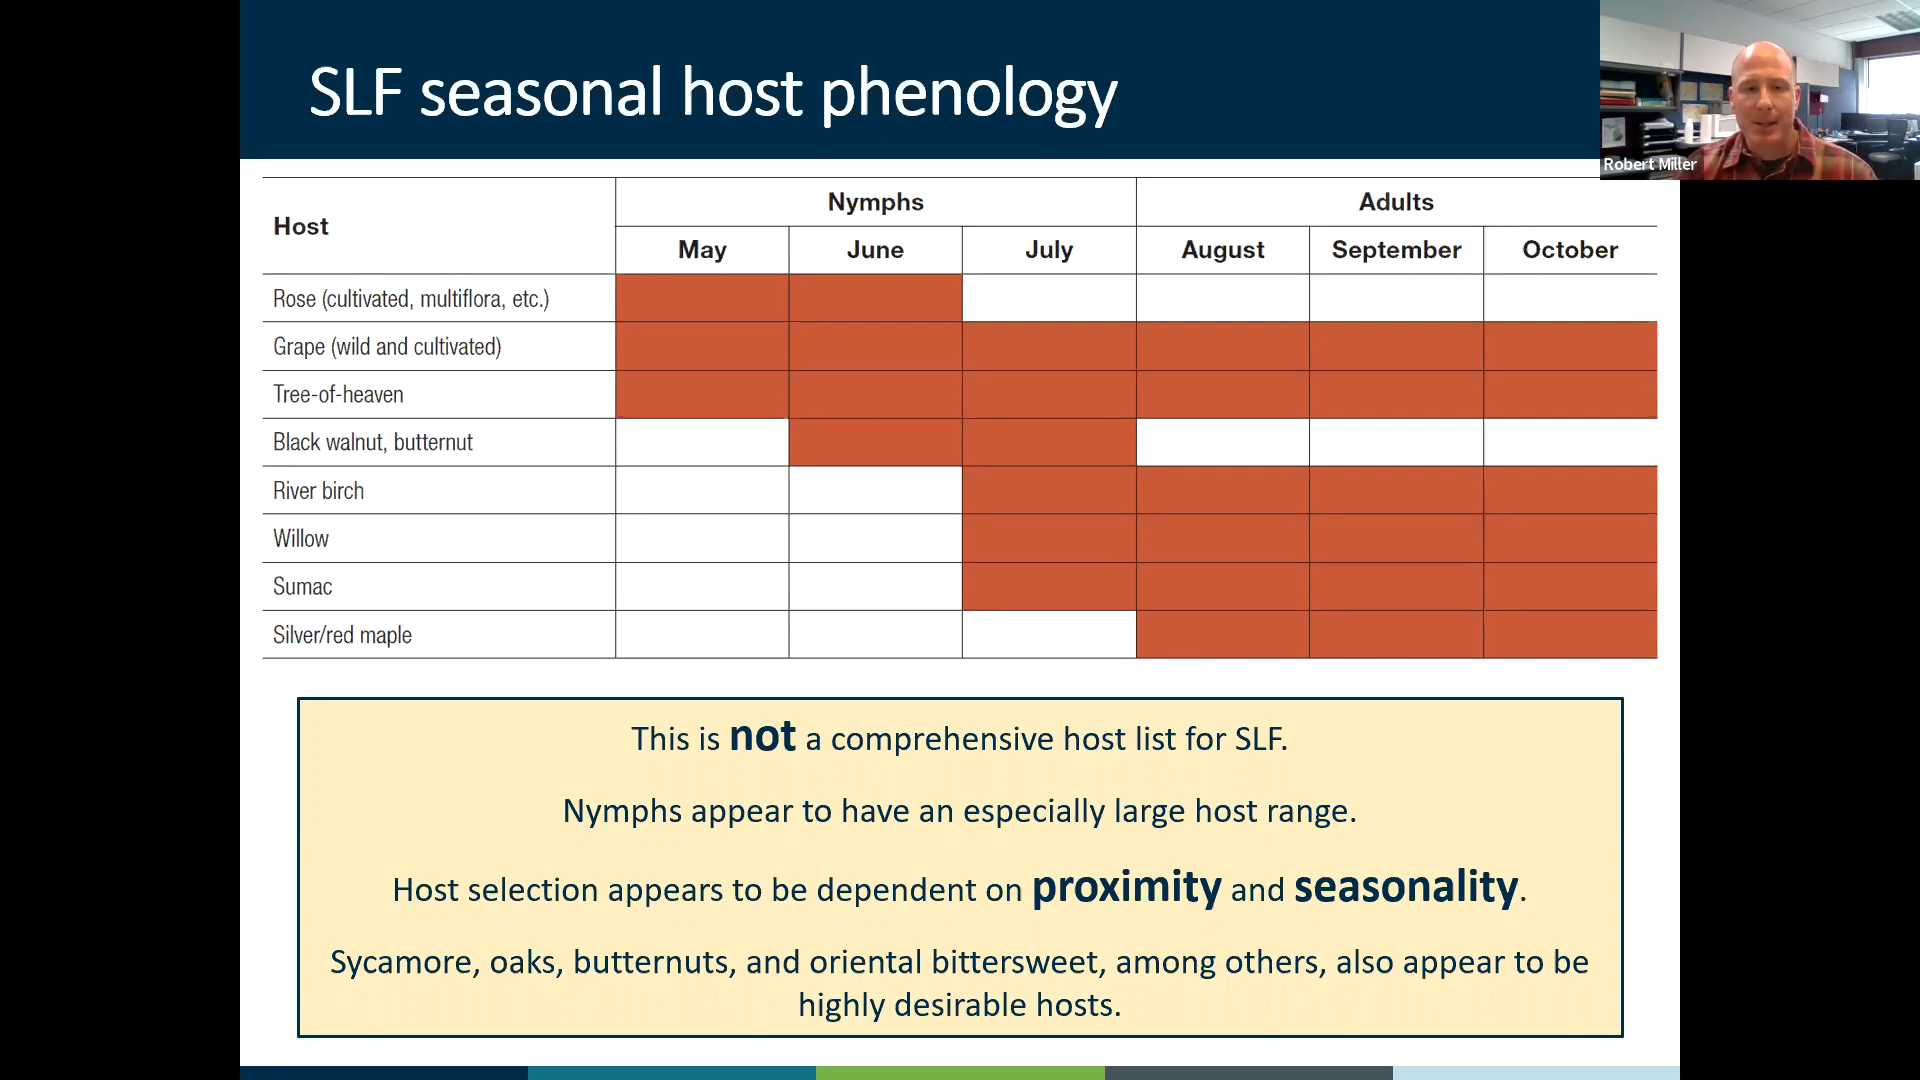 SLF seasonal host phenology
Robert Miller
Host
Nymphs
Adults
May
June
July
August
September
October
Rose (cultivated, multiflora, etc.)
Grape (wild and cultivated)
Tree-of-heaven
Black walnut, butternut
River birch
Willow
Sumac
Silver/red maple
This is not a comprehensive host list for SLF.
Nymphs appear to have an especially large host range.
Host selection appears to be dependent on proximity and seasonality.
Sycamore, oaks, butternuts, and oriental bittersweet, among others, also appear to be
highly desirable hosts.